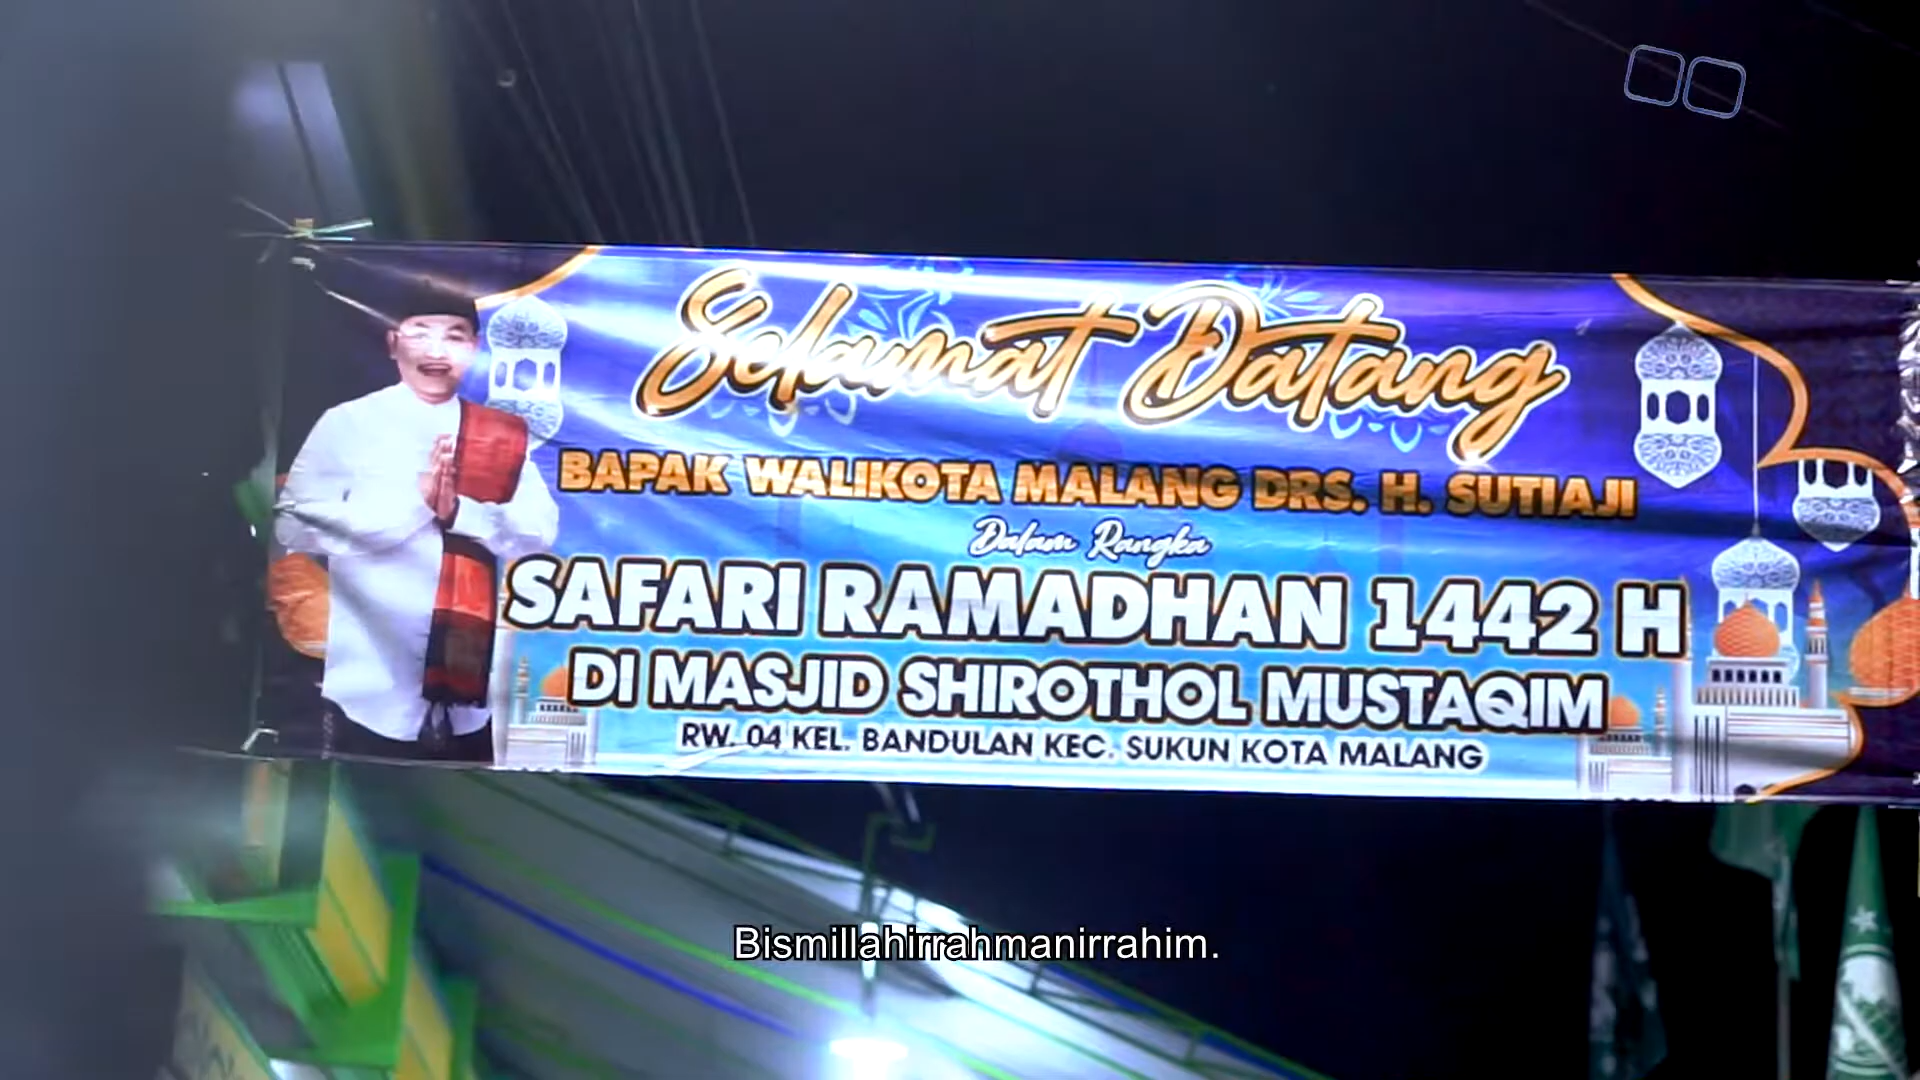 Selamat Datang
BAPAK WALIKOTA MALANG DRS. H. SUTIAJI
Dalam Rangka
SAFARI RAMADHAN 1442 H
DI MASJID SHIROTHOL MUSTAQIM
RW. 04 KEL. BANDULAN KEC. SUKUN KOTA MALANG
Bismillahirrahmanirrahim.